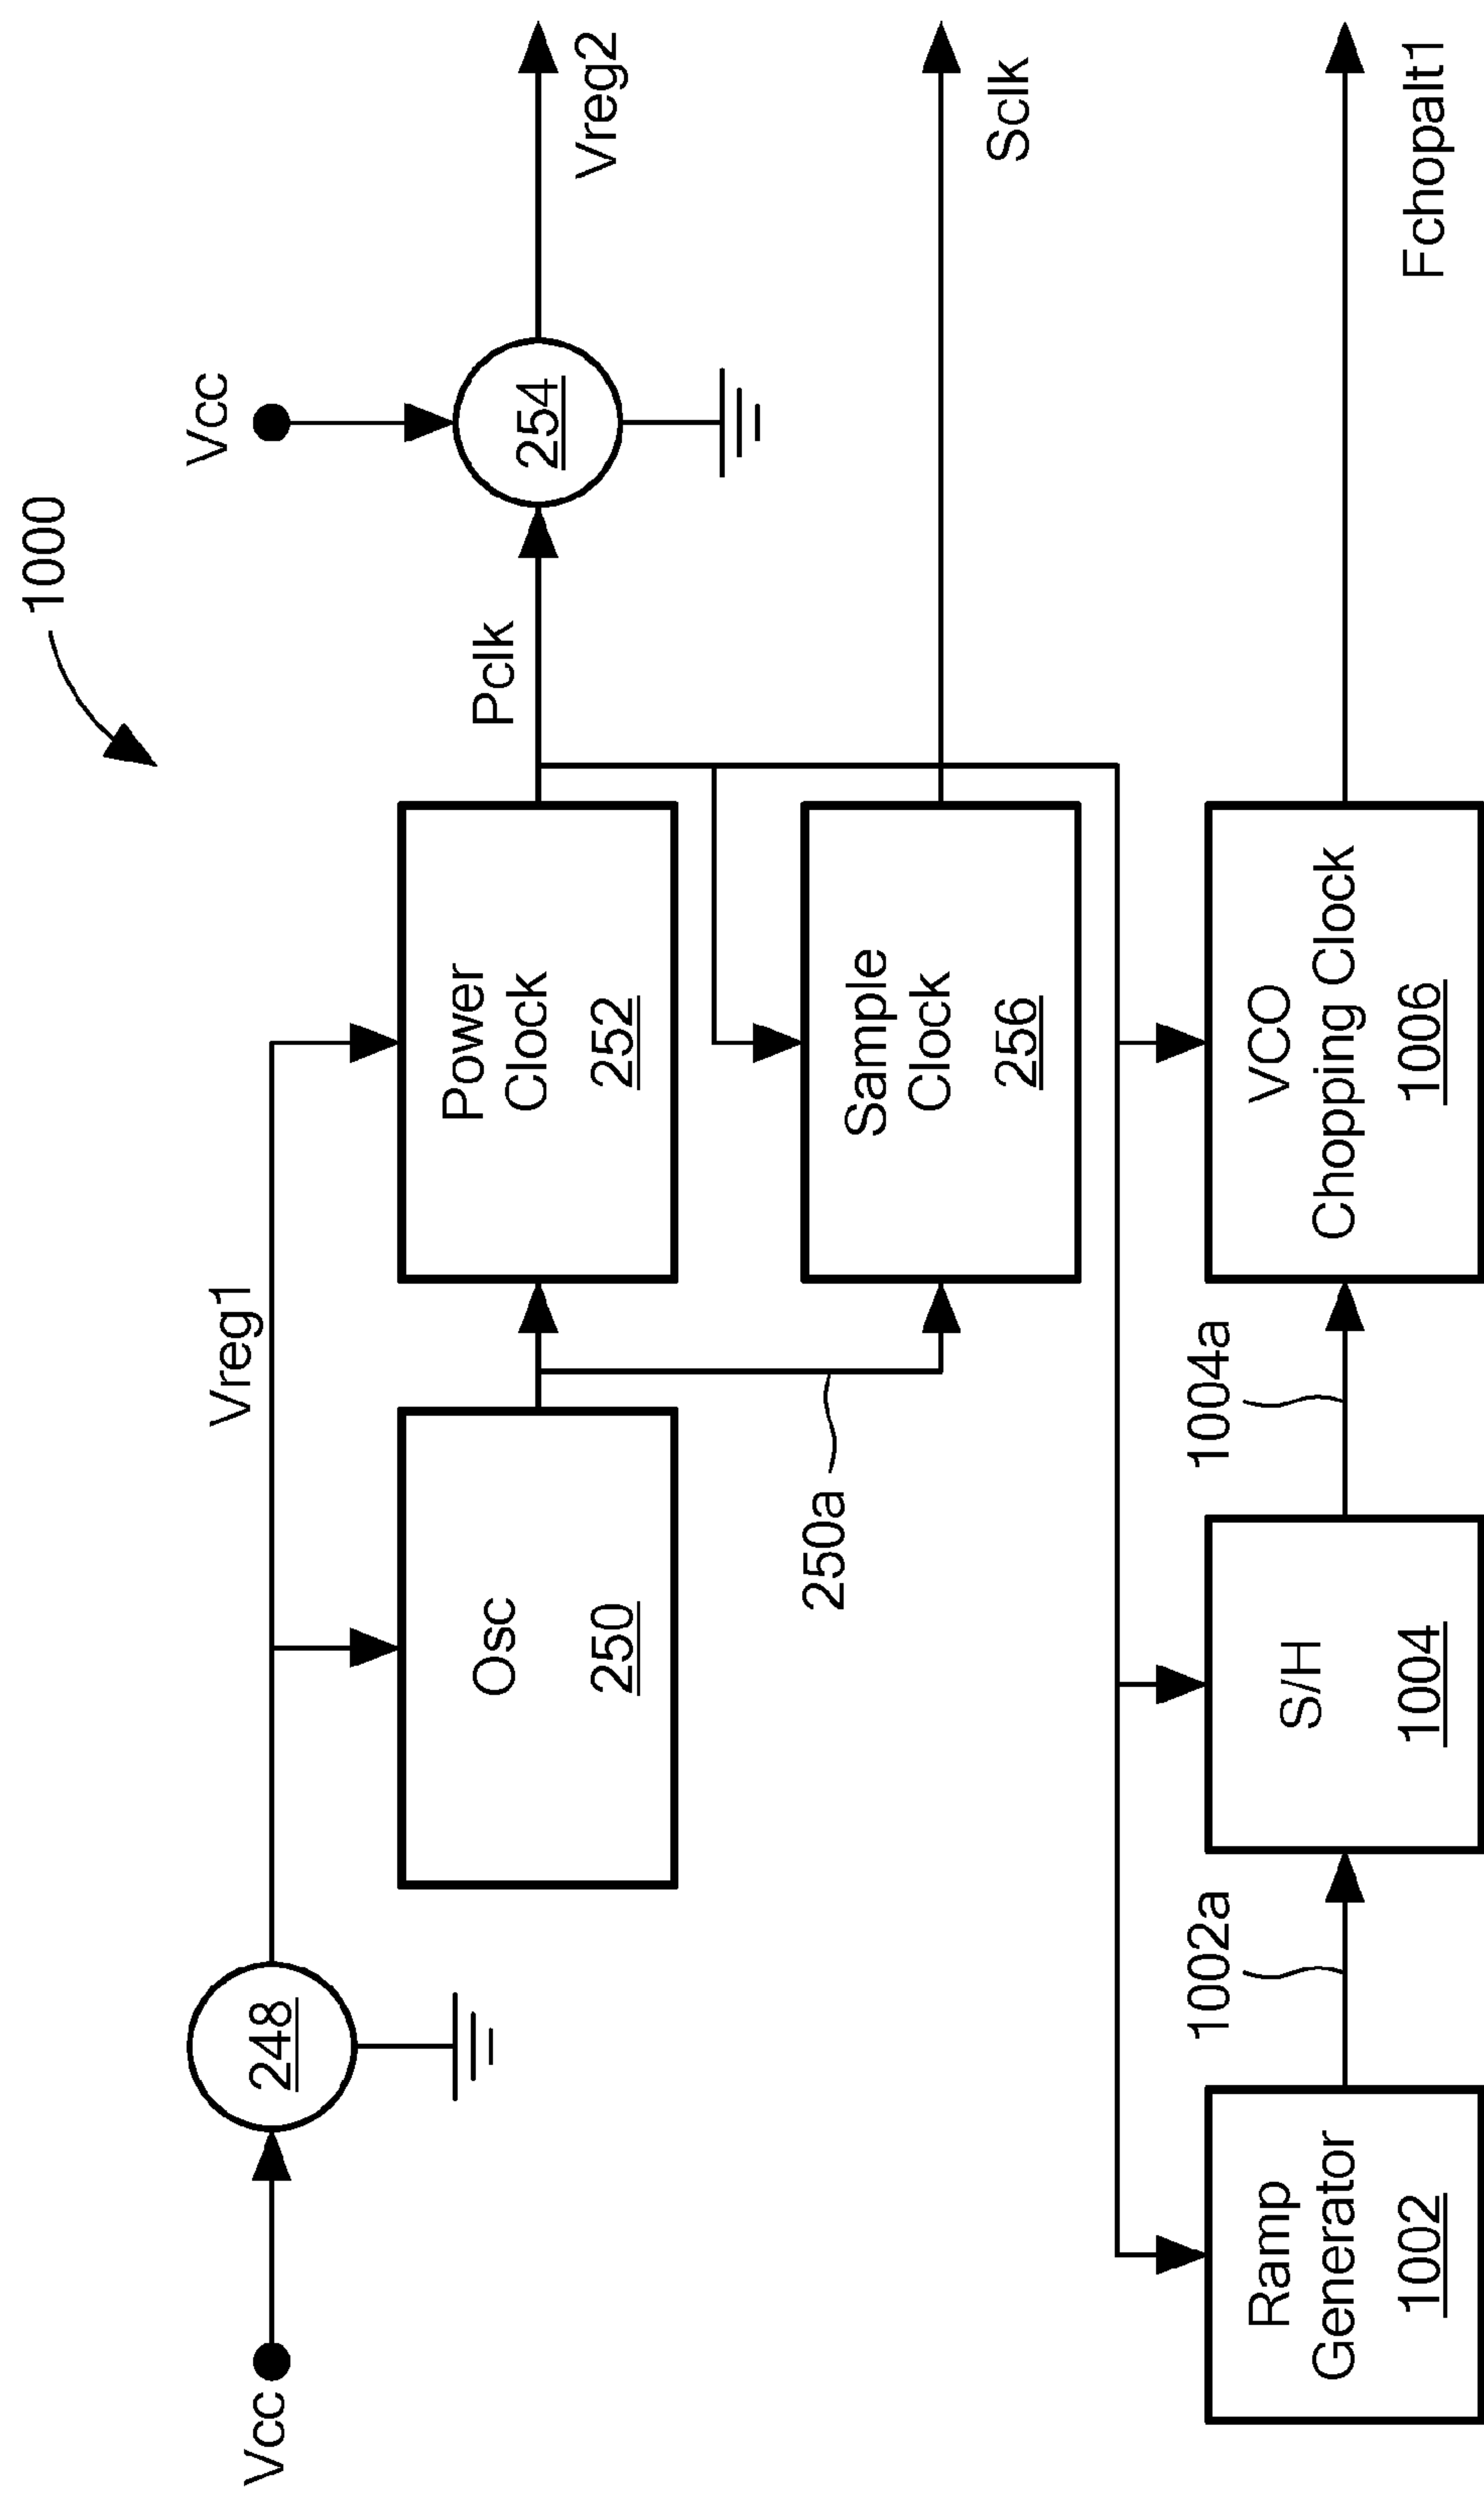 1000
Vcc
248
Vreg1
Vcc
Osc
250
Power
Clock
252
Pclk
254
Vreg2
250a
Sample
Clock
256
Sclk
Ramp
Generator
1002
1002a
S/H
1004
1004a
VCO
Chopping Clock
1006
Fchopalt1